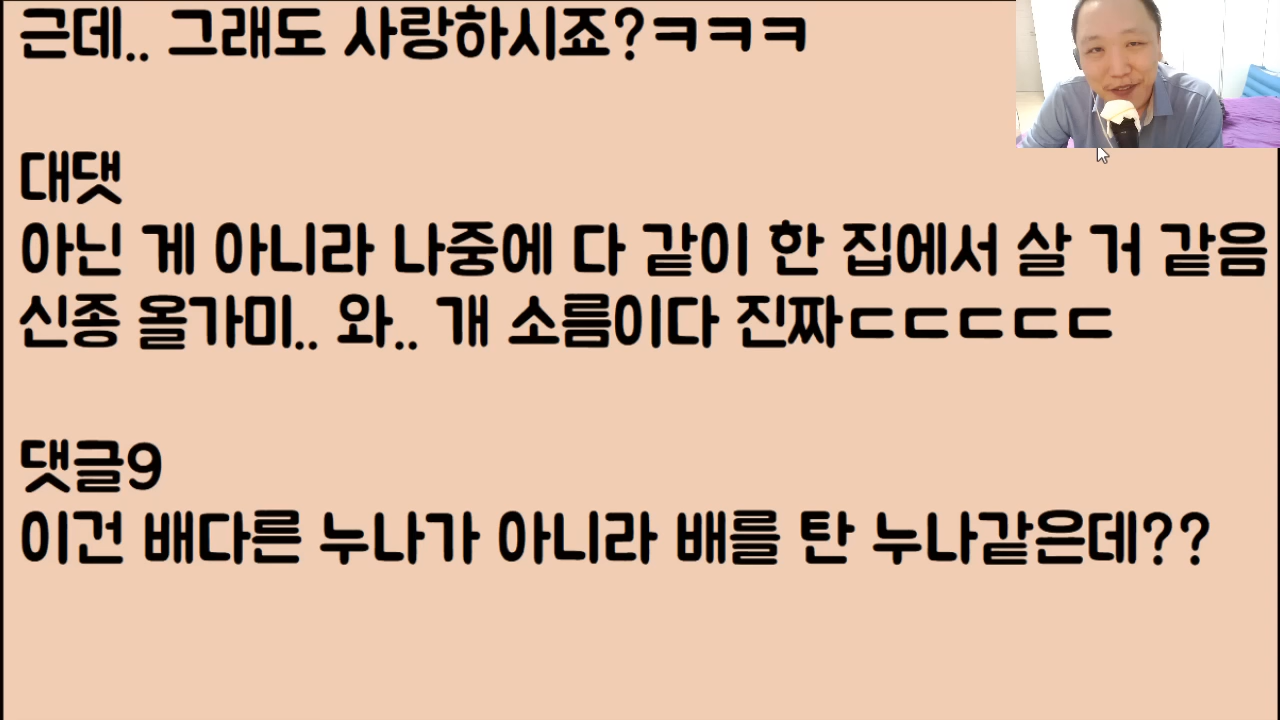 근데.. 그래도 사랑하시죠?ㅋㅋㅋ
대댓
아닌 게 아니라 나중에 다 같이 한 집에서 살 거 같음
신종 올가미.. 와.. 개 소름이다 진짜ㄷㄷㄷㄷㄷ
댓글9
이건 배다른 누나가 아니라 배를 탄 누나같은데??